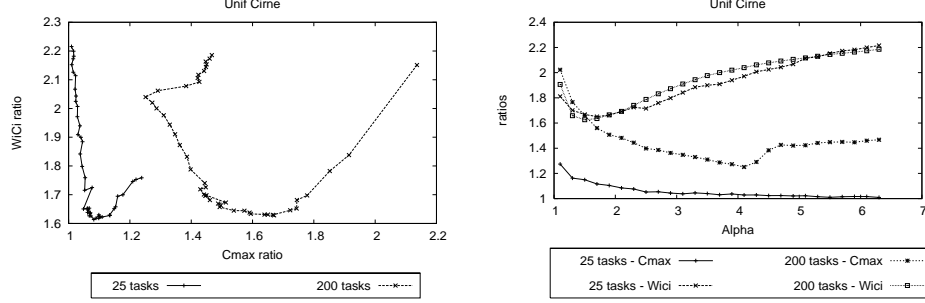 Unif Cirne
2.3
2.2
2.1
2
1.9
1.8
1.7
1.6
WiCi ratio
1 1.2 1.4 1.6 1.8 2 2.2
Cmax ratio
25 tasks 200 tasks
Unif Cirne
2.4
2.2
2
1.8
1.6
1.4
1.2
1
ratios
1 2 3 4 5 6 7
Alpha
25 tasks - Cmax 200 tasks - Cmax
25 tasks - Wici 200 tasks - Wici